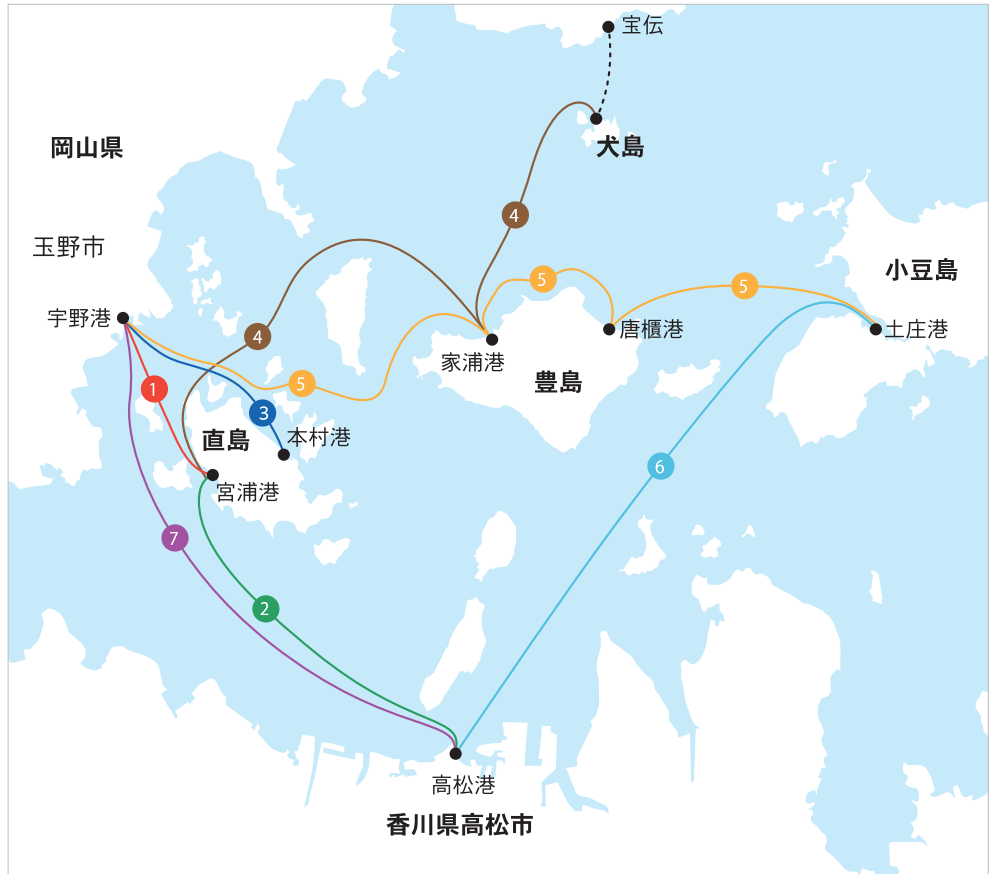 宝伝
岡山県
犬島
4
玉野市
小豆島
5
5
宇野港
土庄港
唐櫃港
4
家浦港
豊島
5
1
3
本村港
直島
6
宮浦港
7
2
高松港
香川県高松市